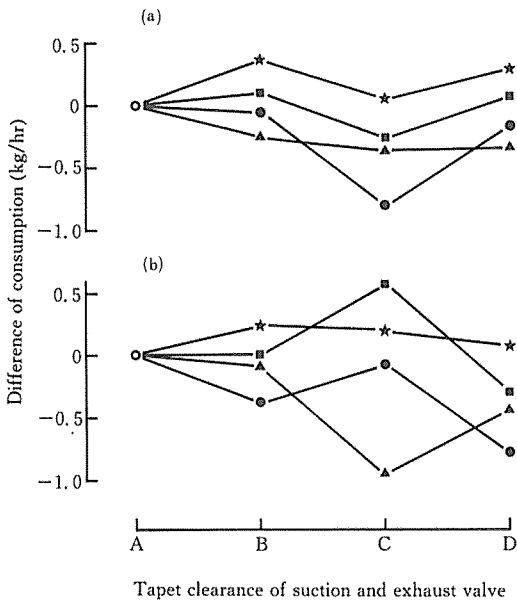 (a)
0.5
0
−0.5
−1.0
(b)
0.5
0
−0.5
−1.0
Difference of consumption (kg/hr)
A B C D
Tapet clearance of suction and exhaust valve